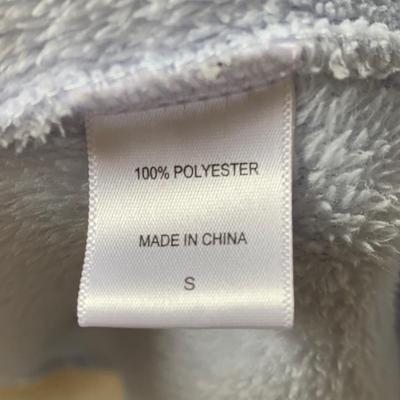 100% POLYESTER
MADE IN CHINA
S